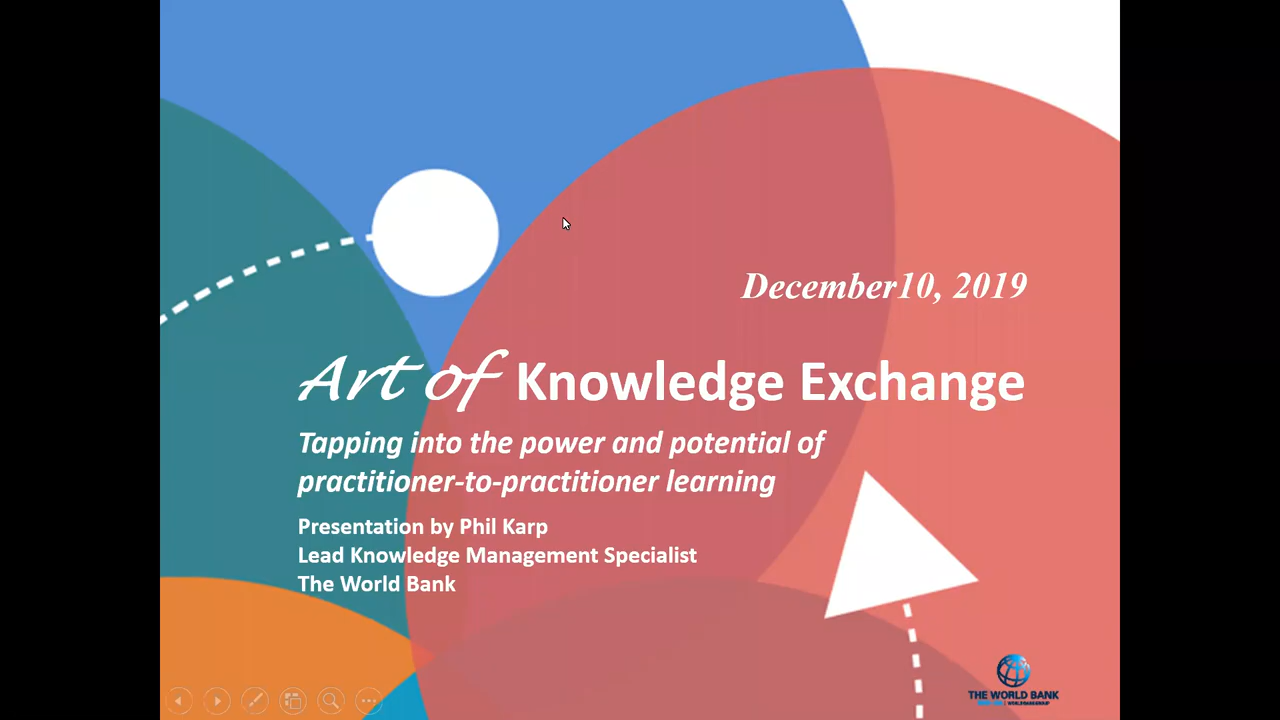 December10, 2019
Art of Knowledge Exchange
Tapping into the power and potential of
practitioner-to-practitioner learning
Presentation by Phil Karp
Lead Knowledge Management Specialist
The World Bank
THE WORLD BANK